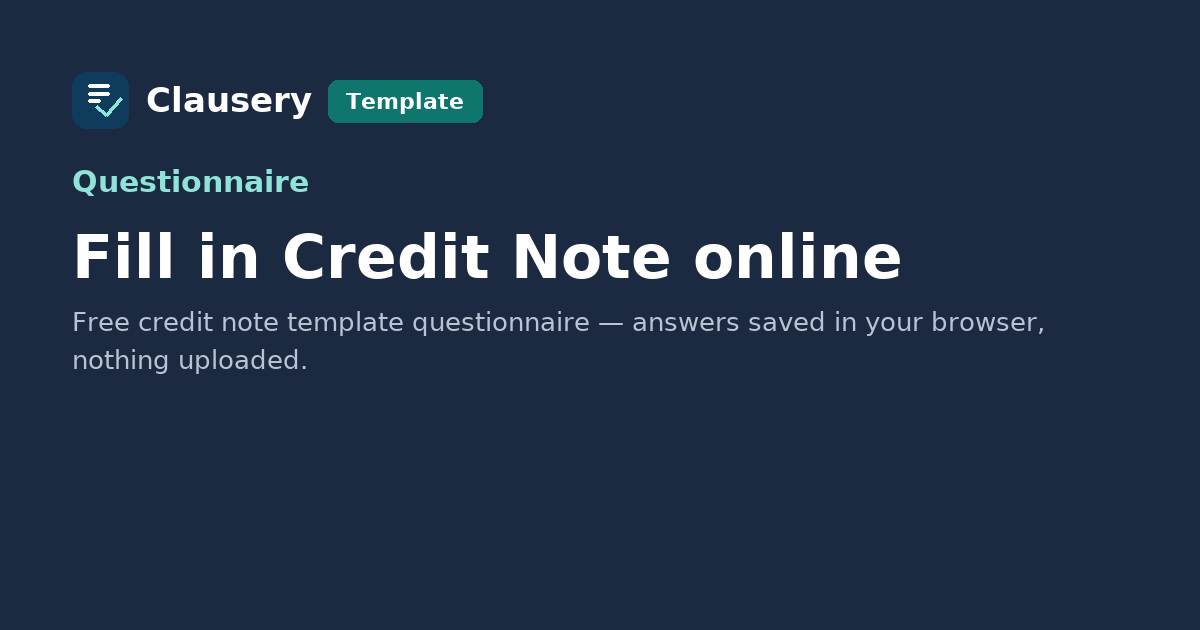 Clausery
Template
Questionnaire
Fill in Credit Note online
Free credit note template questionnaire — answers saved in your browser,
nothing uploaded.